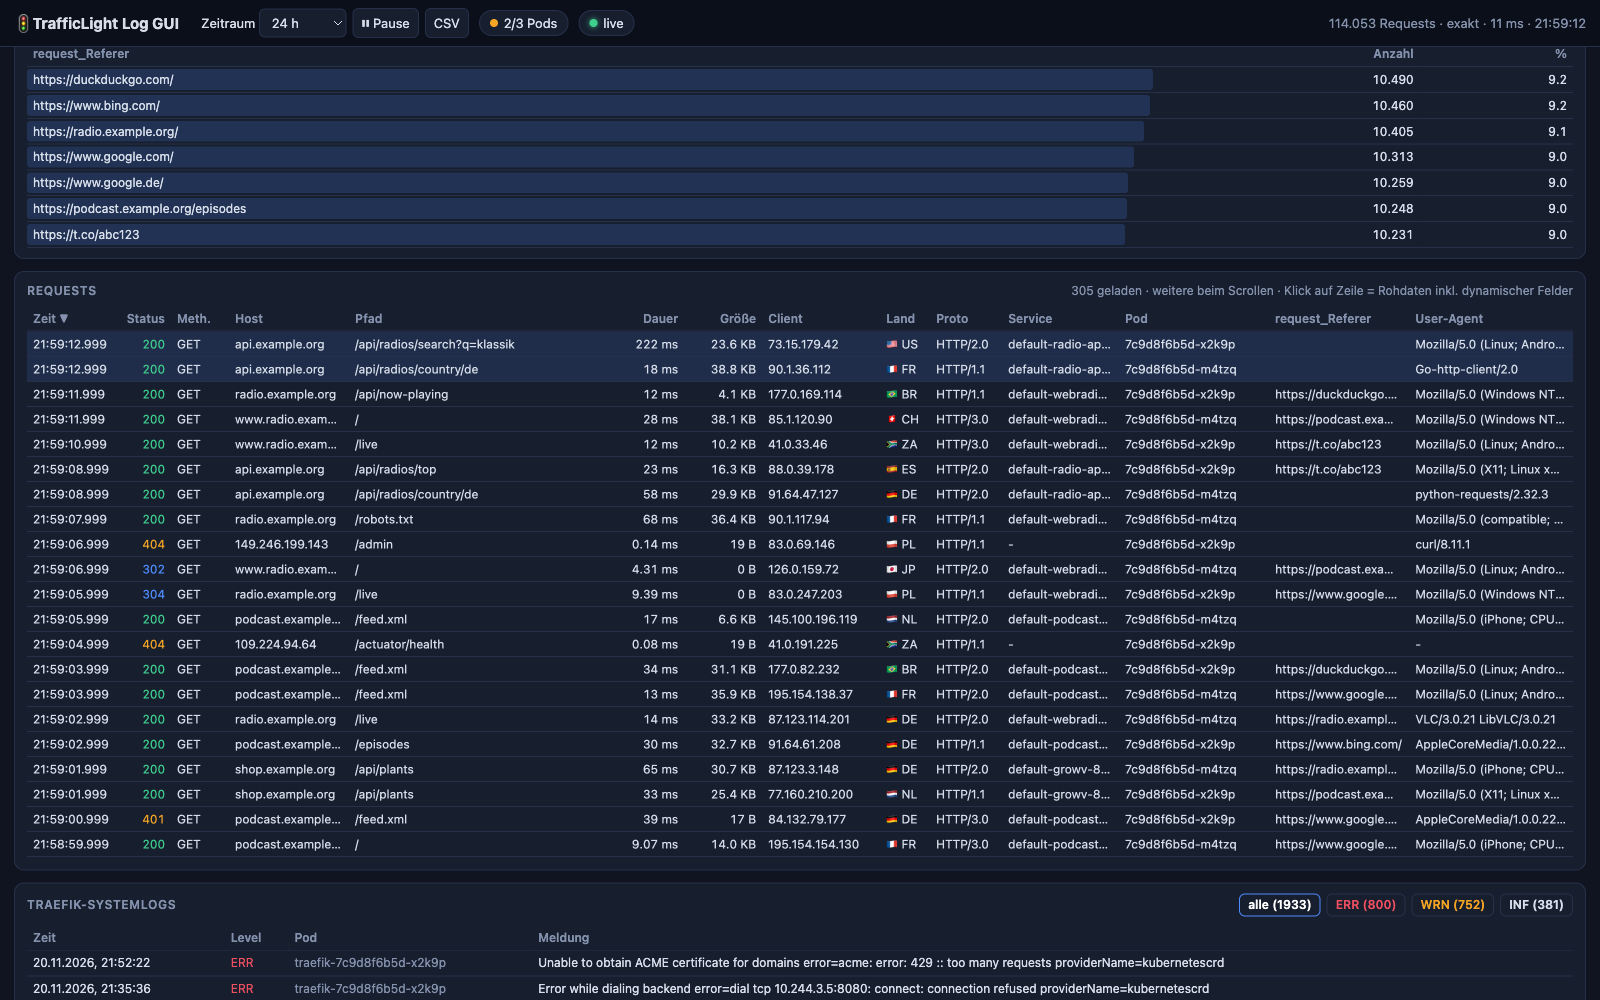 TrafficLight Log GUI Zeitraum 24 h Pause CSV 2/3 Pods live 114.053 Requests · exakt · 11 ms · 21:59:12
request_Referer Anzahl %
https://duckduckgo.com/ 10.490 9.2
https://www.bing.com/ 10.460 9.2
https://radio.example.org/ 10.405 9.1
https://www.google.com/ 10.313 9.0
https://www.google.de/ 10.259 9.0
https://podcast.example.org/episodes 10.248 9.0
https://t.co/abc123 10.231 9.0
REQUESTS 305 geladen · weitere beim Scrollen · Klick auf Zeile = Rohdaten inkl. dynamischer Felder
Zeit ▼ Status Meth. Host Pfad Dauer Größe Client Land Proto Service Pod request_Referer User-Agent
21:59:12.999 200 GET api.example.org /api/radios/search?q=klassik 222 ms 23.6 KB 73.15.179.42 US HTTP/2.0 default-radio-ap... 7c9d8f6b5d-x2k9p Mozilla/5.0 (Linux; Andro...
21:59:12.999 200 GET api.example.org /api/radios/country/de 18 ms 38.8 KB 90.1.36.112 FR HTTP/1.1 default-radio-ap... 7c9d8f6b5d-m4tzq Go-http-client/2.0
21:59:11.999 200 GET radio.example.org /api/now-playing 12 ms 4.1 KB 177.0.169.114 BR HTTP/1.1 default-webradi... 7c9d8f6b5d-x2k9p https://duckduckgo.... Mozilla/5.0 (Windows NT...
21:59:11.999 200 GET www.radio.exam... / 28 ms 38.1 KB 85.1.120.90 CH HTTP/3.0 default-webradi... 7c9d8f6b5d-m4tzq https://podcast.exa... Mozilla/5.0 (Windows NT...
21:59:10.999 200 GET www.radio.exam... /live 12 ms 10.2 KB 41.0.33.46 ZA HTTP/3.0 default-webradi... 7c9d8f6b5d-x2k9p https://t.co/abc123 Mozilla/5.0 (Linux; Andro...
21:59:08.999 200 GET api.example.org /api/radios/top 23 ms 16.3 KB 88.0.39.178 ES HTTP/2.0 default-radio-ap... 7c9d8f6b5d-x2k9p https://t.co/abc123 Mozilla/5.0 (X11; Linux x...
21:59:08.999 200 GET api.example.org /api/radios/country/de 58 ms 29.9 KB 91.64.47.127 DE HTTP/2.0 default-radio-ap... 7c9d8f6b5d-m4tzq python-requests/2.32.3
21:59:07.999 200 GET radio.example.org /robots.txt 68 ms 36.4 KB 90.1.117.94 FR HTTP/1.1 default-webradi... 7c9d8f6b5d-m4tzq Mozilla/5.0 (compatible; ...
21:59:06.999 404 GET 149.246.199.143 /admin 0.14 ms 19 B 83.0.69.146 PL HTTP/1.1 - 7c9d8f6b5d-x2k9p curl/8.11.1
21:59:06.999 302 GET www.radio.exam... / 4.31 ms 0 B 126.0.159.72 JP HTTP/2.0 default-webradi... 7c9d8f6b5d-m4tzq https://podcast.exa... Mozilla/5.0 (Linux; Andro...
21:59:05.999 304 GET radio.example.org /live 9.39 ms 0 B 83.0.247.203 PL HTTP/1.1 default-webradi... 7c9d8f6b5d-x2k9p https://www.google.... Mozilla/5.0 (Windows NT...
21:59:05.999 200 GET podcast.example... /feed.xml 17 ms 6.6 KB 145.100.196.119 NL HTTP/2.0 default-podcast... 7c9d8f6b5d-m4tzq Mozilla/5.0 (iPhone; CPU...
21:59:04.999 404 GET 109.224.94.64 /actuator/health 0.08 ms 19 B 41.0.191.225 ZA HTTP/1.1 - 7c9d8f6b5d-x2k9p -
21:59:03.999 200 GET podcast.example... /feed.xml 34 ms 31.1 KB 177.0.82.232 BR HTTP/2.0 default-podcast... 7c9d8f6b5d-x2k9p https://duckduckgo.... Mozilla/5.0 (Linux; Andro...
21:59:03.999 200 GET podcast.example... /feed.xml 13 ms 35.9 KB 195.154.138.37 FR HTTP/2.0 default-podcast... 7c9d8f6b5d-m4tzq https://www.google.... Mozilla/5.0 (Linux; Andro...
21:59:02.999 200 GET radio.example.org /live 14 ms 33.2 KB 87.123.114.201 DE HTTP/2.0 default-webradi... 7c9d8f6b5d-m4tzq https://radio.exampl... VLC/3.0.21 LibVLC/3.0.21
21:59:02.999 200 GET podcast.example... /episodes 30 ms 32.7 KB 91.64.61.208 DE HTTP/1.1 default-podcast... 7c9d8f6b5d-x2k9p https://www.bing.com/ AppleCoreMedia/1.0.0.22...
21:59:01.999 200 GET shop.example.org /api/plants 65 ms 30.7 KB 87.123.3.148 DE HTTP/2.0 default-growv-8... 7c9d8f6b5d-m4tzq https://radio.exampl... Mozilla/5.0 (iPhone; CPU...
21:59:01.999 200 GET shop.example.org /api/plants 33 ms 25.4 KB 77.160.210.200 NL HTTP/1.1 default-growv-8... 7c9d8f6b5d-x2k9p https://podcast.exa... Mozilla/5.0 (X11; Linux x...
21:59:00.999 401 GET podcast.example... /feed.xml 39 ms 17 B 84.132.79.177 DE HTTP/3.0 default-podcast... 7c9d8f6b5d-x2k9p https://www.google.... AppleCoreMedia/1.0.0.22...
21:58:59.999 200 GET podcast.example... / 9.07 ms 14.0 KB 195.154.154.130 FR HTTP/3.0 default-podcast... 7c9d8f6b5d-m4tzq https://www.google.... Mozilla/5.0 (iPhone; CPU...
TRAEFIK-SYSTEMLOGS alle (1933) ERR (800) WRN (752) INF (381)
Zeit Level Pod Meldung
20.11.2026, 21:52:22 ERR traefik-7c9d8f6b5d-x2k9p Unable to obtain ACME certificate for domains error=acme: error: 429 :: too many requests providerName=kubernetescrd
20.11.2026, 21:35:36 ERR traefik-7c9d8f6b5d-x2k9p Error while dialing backend error=dial tcp 10.244.3.5:8080: connect: connection refused providerName=kubernetescrd